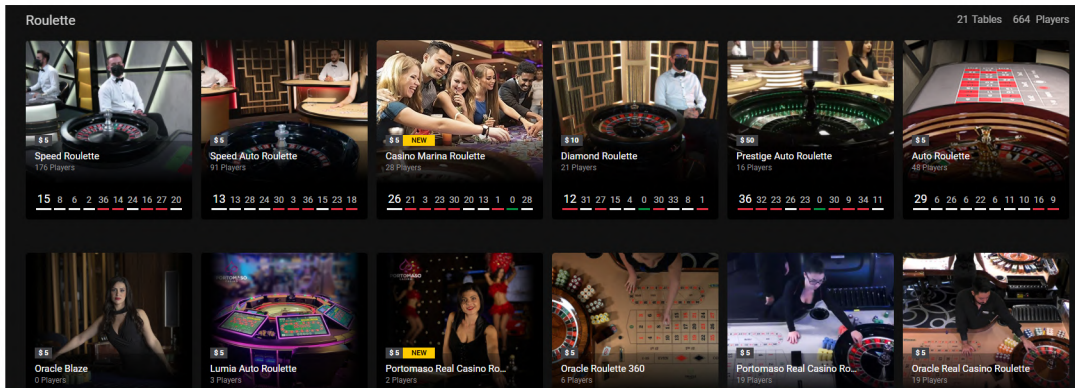 Roulette
21 Tables 664 Players
$ 5
Speed Roulette
176 Players
15 8 6 2 36 14 24 16 27 20
$ 5
Speed Auto Roulette
91 Players
13 13 28 24 30 3 36 15 23 18
$ 5 NEW
Casino Marina Roulette
28 Players
26 21 3 23 30 20 13 1 0 28
$ 10
Diamond Roulette
21 Players
12 31 27 15 4 0 30 33 8 1
$ 50
Prestige Auto Roulette
16 Players
36 32 23 26 23 0 30 9 34 11
$ 5
Auto Roulette
48 Players
29 6 26 6 22 6 11 10 16 9
$ 5
Oracle Blaze
0 Players
PORTOMASO
$ 5
Lumia Auto Roulette
3 Players
PORTOMASO
$ 5 NEW
Portomaso Real Casino Ro...
2 Players
$ 5
Oracle Roulette 360
6 Players
$ 5
Portomaso Real Casino Ro...
19 Players
$ 5
Oracle Real Roulette
19 Players